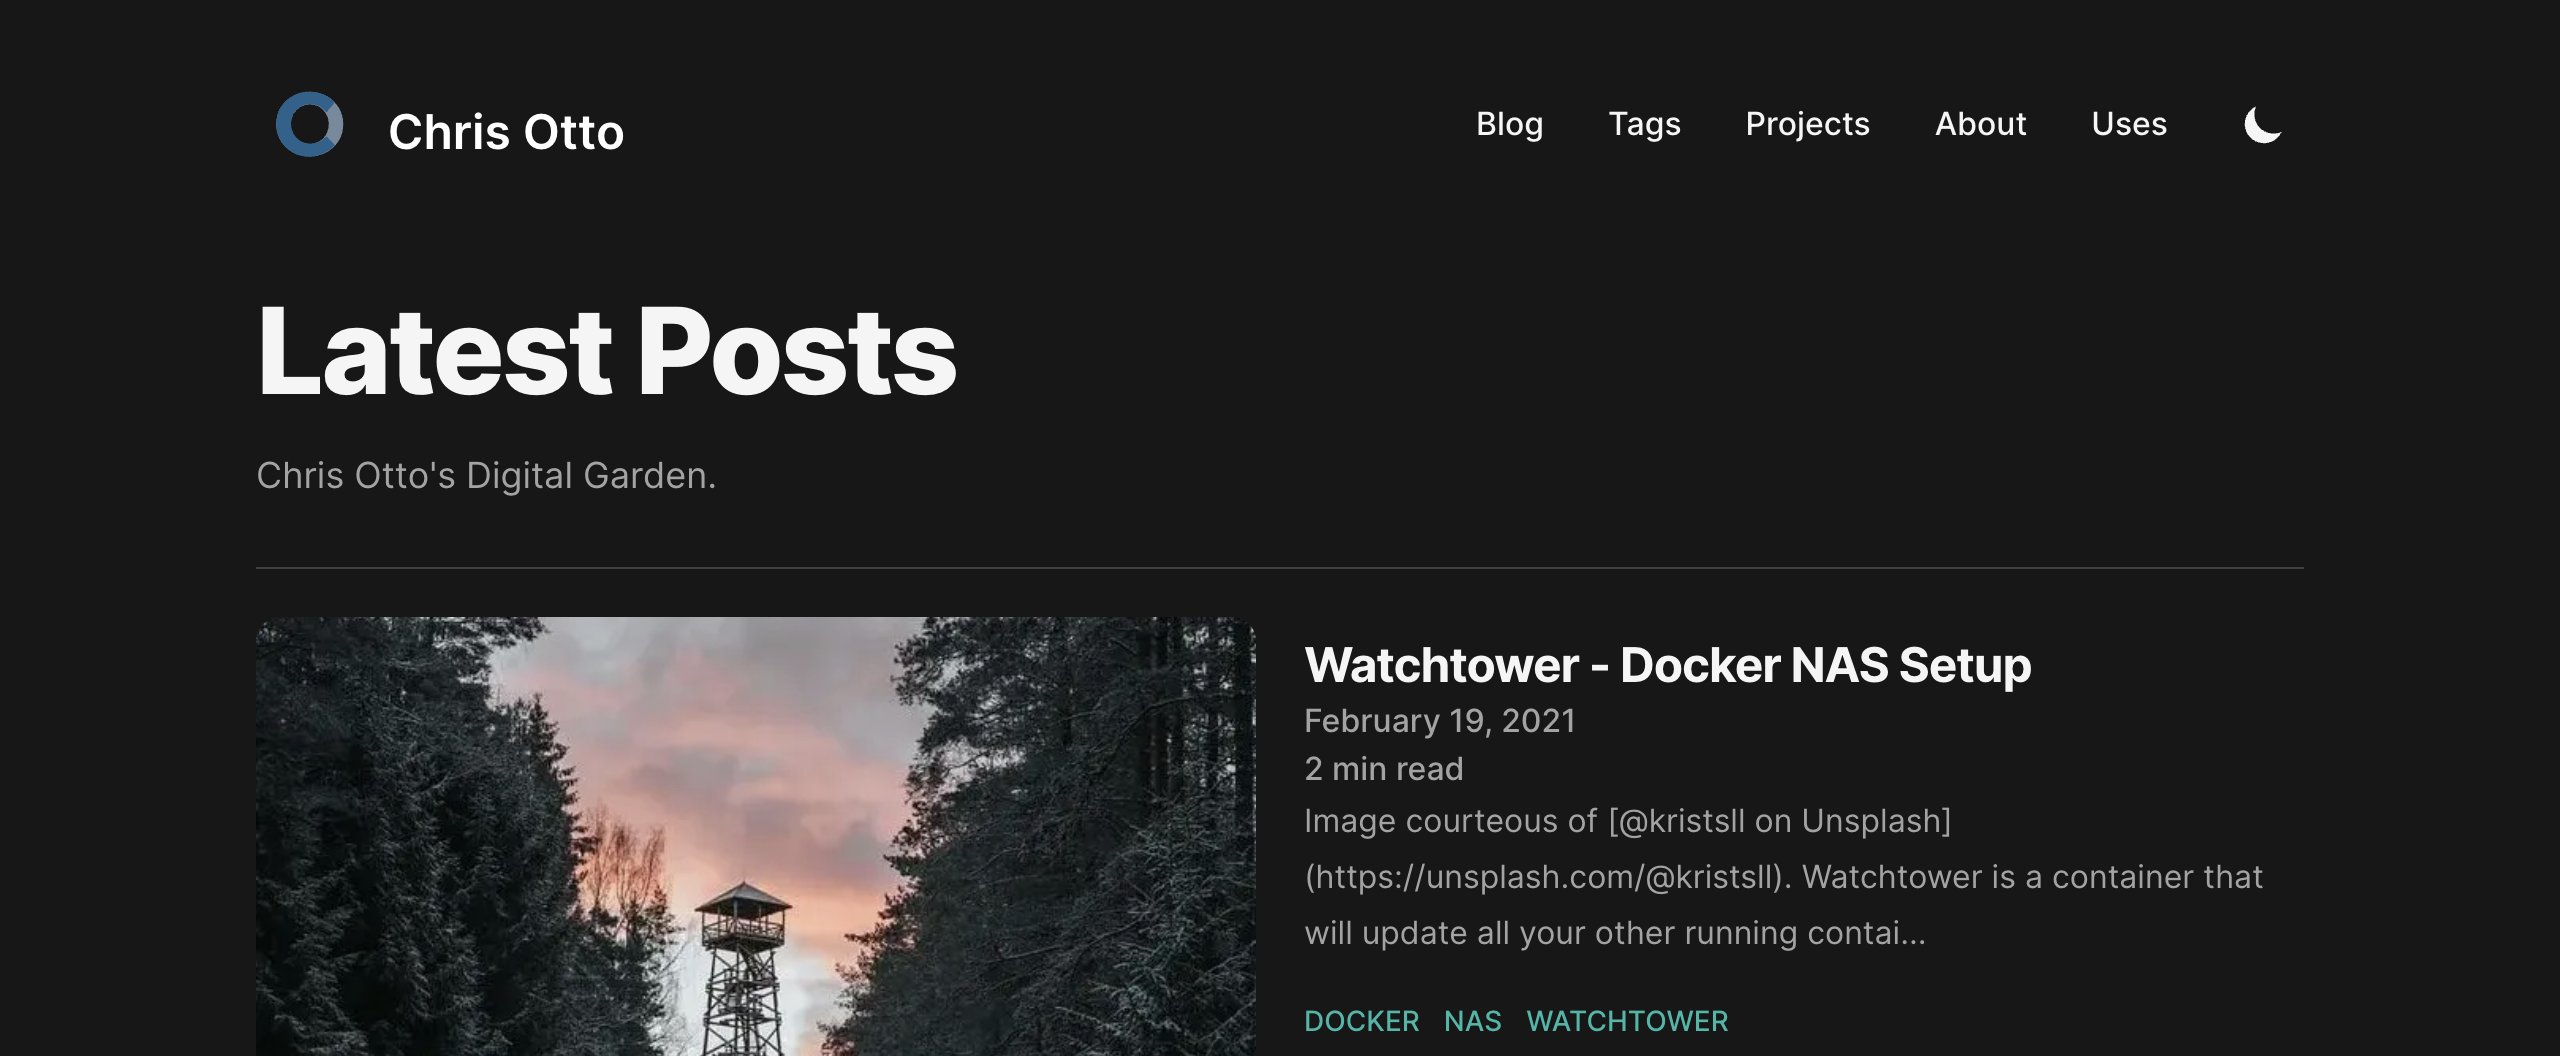 Chris Otto
Blog Tags Projects About Uses
Latest Posts
Chris Otto's Digital Garden.
Watchtower - Docker NAS Setup
February 19, 2021
2 min read
Image courteous of [@kristsll on Unsplash]
(https://unsplash.com/@kristsll). Watchtower is a container that
will update all your other running contai...
DOCKER NAS WATCHTOWER